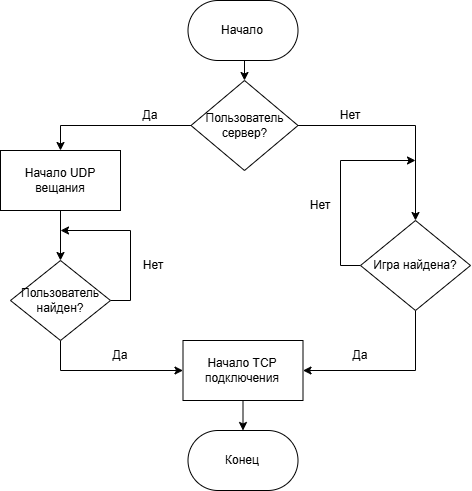 Начало
Пользователь
сервер?
Да
Нет
Начало UDP
вещания
Нет
Пользователь
найден?
Нет
Игра найдена?
Да
Начало TCP
подключения
Да
Конец